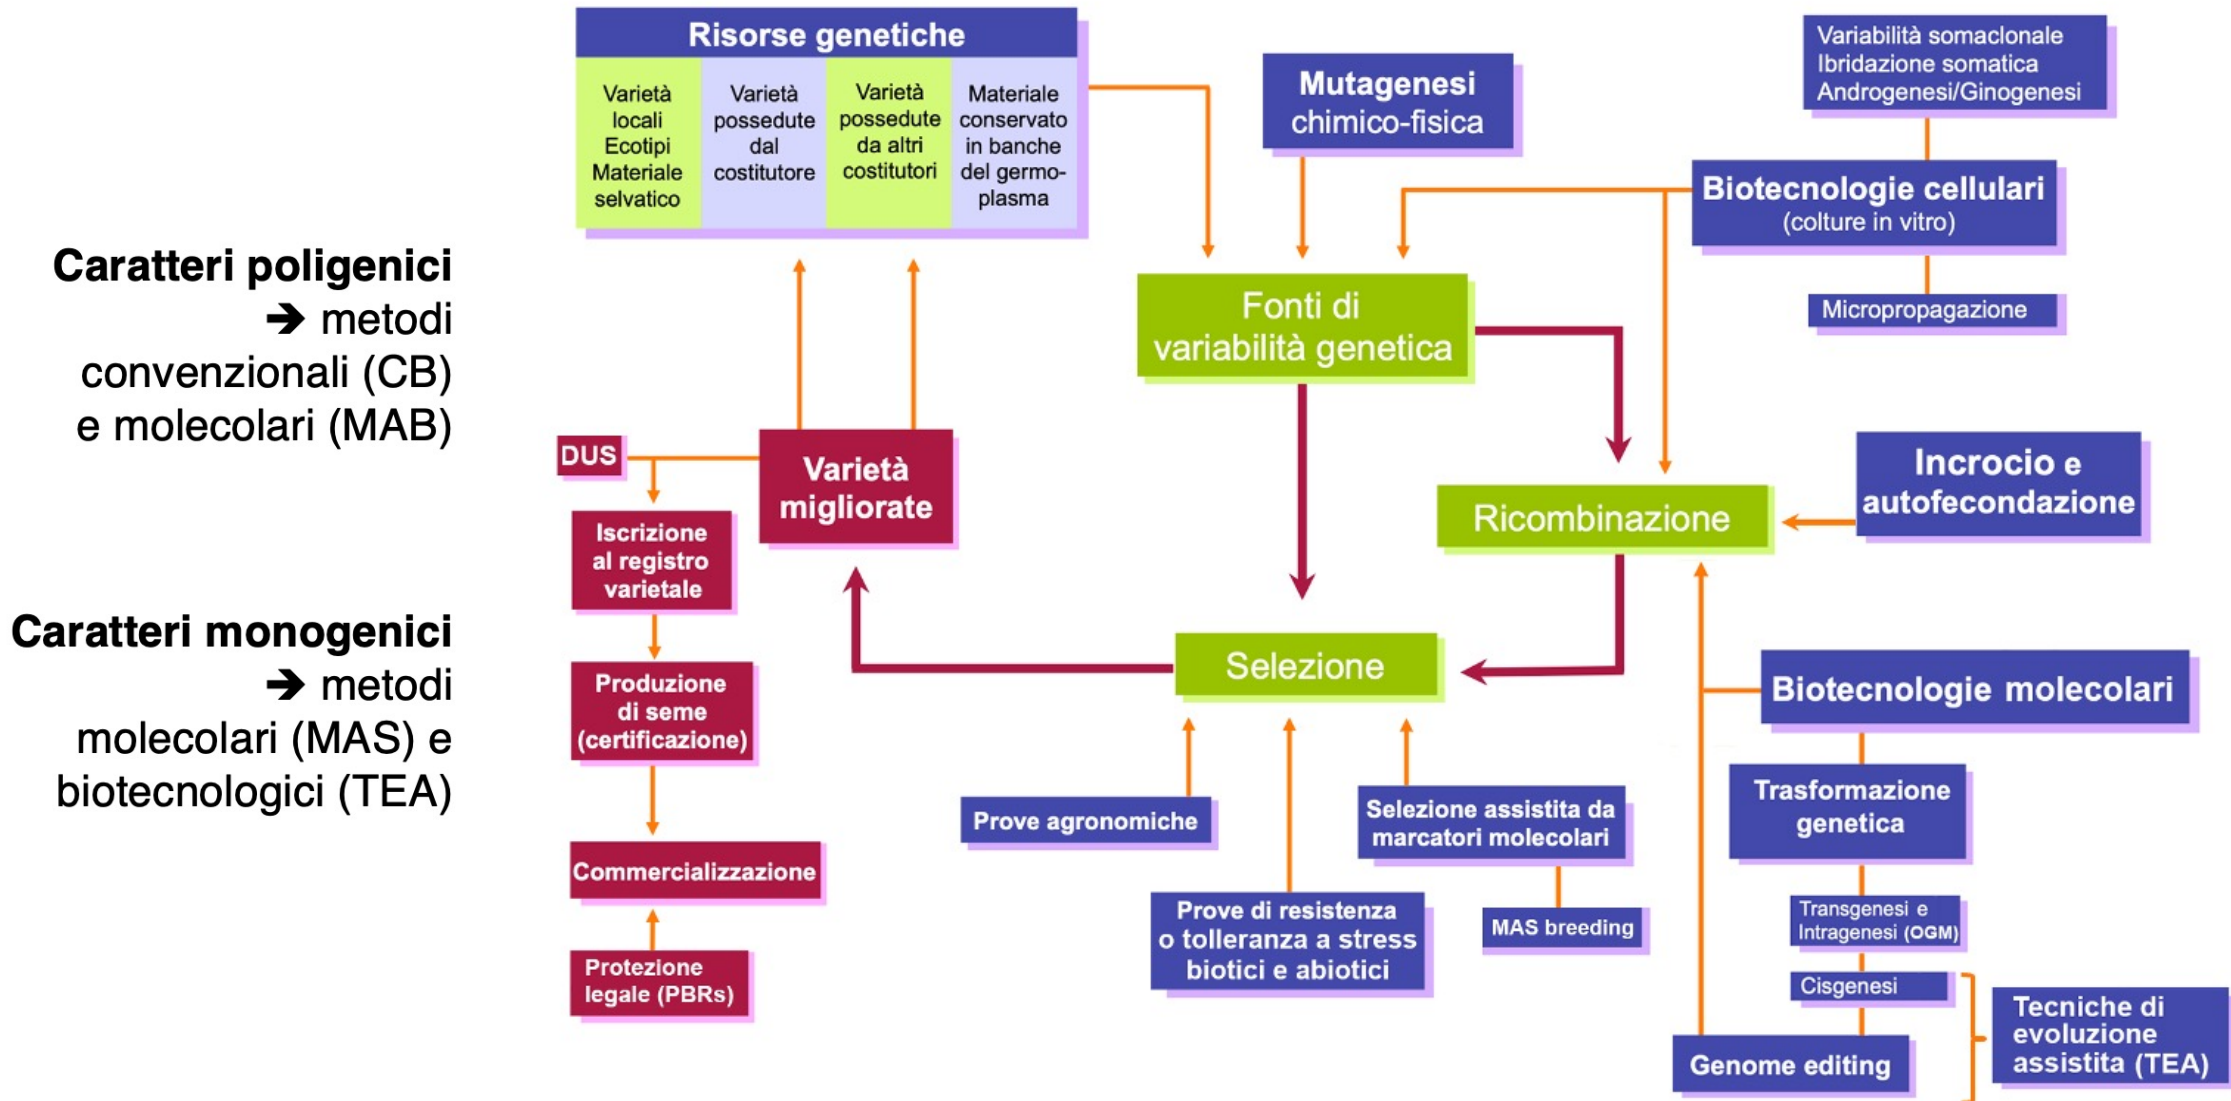 Risorse genetiche
Varietà
locali
Ecotipi
Materiale
selvatico
Varietà
possedute
dal
costitutore
Varietà
possedute
da altri
costitutori
Materiale
conservato
in banche
del germo-
plasma
Mutagenesi
chimico-fisica
Variabilità somaclonale
Ibridazione somatica
Androgenesi/Ginogenesi
Biotecnologie cellulari
(colture in vitro)
Micropropagazione
Caratteri poligenici
➔ metodi
convenzionali (CB)
e molecolari (MAB)
Fonti di
variabilità genetica
DUS
Varietà
migliorate
Incrocio e
autofecondazione
Ricombinazione
Iscrizione
al registro
varietale
Caratteri monogenici
➔ metodi
molecolari (MAS) e
biotecnologici (TEA)
Selezione
Produzione
di seme
(certificazione)
Biotecnologie molecolari
Trasformazione
genetica
Prove agronomiche
Selezione assistita da
marcatori molecolari
Commercializzazione
Prove di resistenza
o tolleranza a stress
biotici e abiotici
MAS breeding
Transgenesi e
Intragenesi (OGM)
Protezione
legale (PBRs)
Cisgenesi
Tecniche di
evoluzione
assistita (TEA)
Genome editing